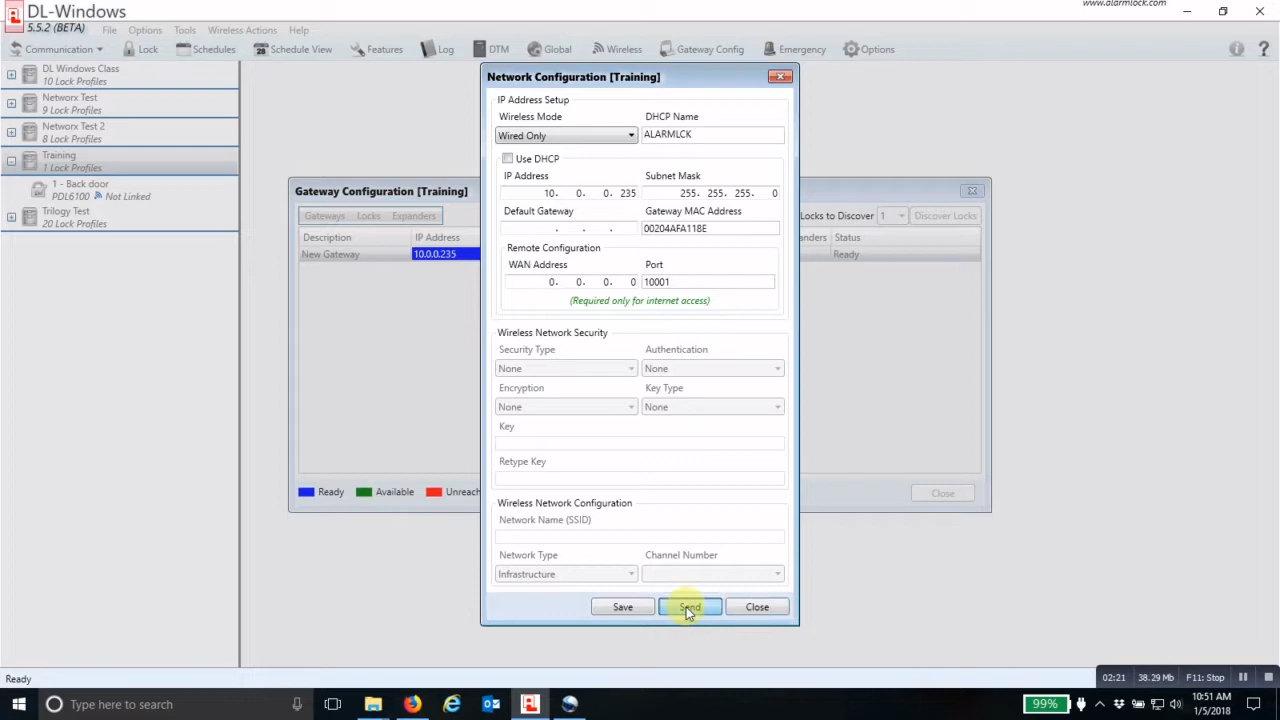 DL-Windows
www.alarmlock.com
5.5.2 (BETA) File Options Tools Wireless Actions Help
Communication Lock Schedules 28 Schedule View Features Log DTM Global Wireless Gateway Config Emergency Options
DL Windows Class
10 Lock Profiles
Networx Test
9 Lock Profiles
Networx Test 2
8 Lock Profiles
Training
1 Lock Profiles
1 - Back door
PDL6100 Not Linked
Trilogy Test
20 Lock Profiles
Gateway Configuration [Training]
Gateways Locks Expanders
Locks to Discover 1 Discover Locks
Description IP Address
anders Status
New Gateway 10.0.0.235
Ready
Ready Available Unreach
Close
Network Configuration [Training]
IP Address Setup
Wireless Mode DHCP Name
Wired Only ALARMLCK
Use DHCP
IP Address Subnet Mask
10. 0. 0. 235 255. 255. 255. 0
Default Gateway Gateway MAC Address
. . . 00204AFA118E
Remote Configuration
WAN Address Port
0. 0. 0. 0 10001
(Required only for internet access)
Wireless Network Security
Security Type Authentication
None None
Encryption Key Type
None None
Key
Retype Key
Wireless Network Configuration
Network Name (SSID)
Network Type Channel Number
Infrastructure
Save Send Close
Ready
02:21 38.29 Mb F11: Stop
Type here to search
99%
10:51 AM
1/5/2018